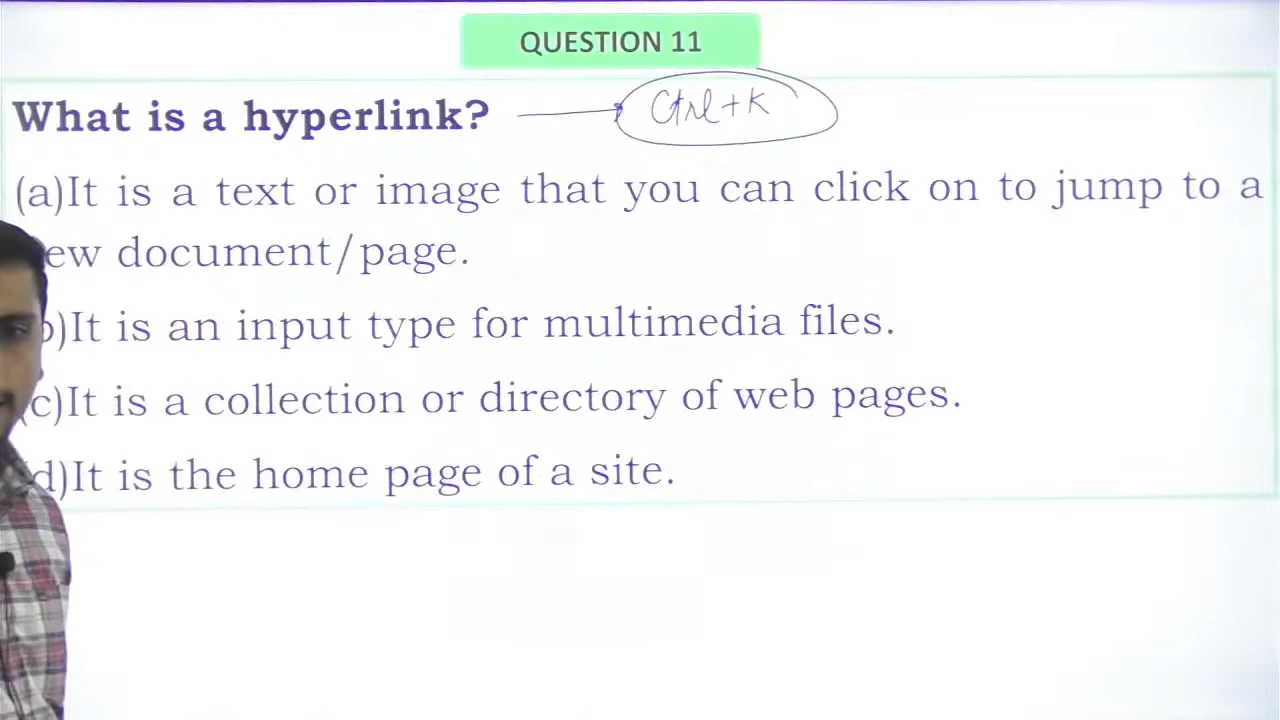 QUESTION 11
What is a hyperlink? Ctrl+K
(a)It is a text or image that you can click on to jump to a
ew document/page.
b)It is an input type for multimedia files.
(c)It is a collection or directory of web pages.
d)It is the home page of a site.